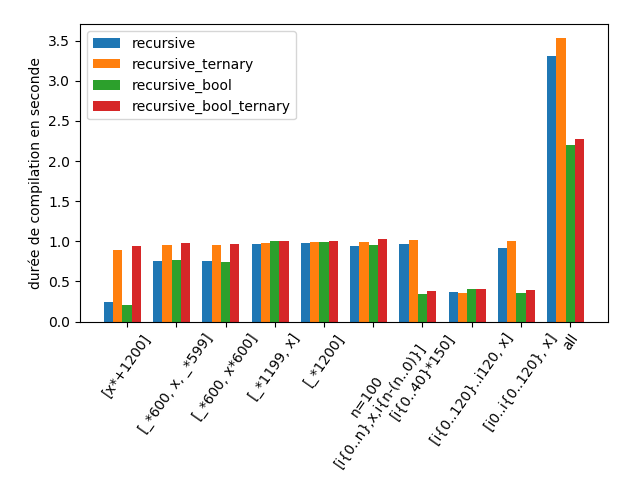 3.5
3.0
2.5
2.0
1.5
1.0
0.5
0.0
durée de compilation en seconde
recursive
recursive_ternary
recursive_bool
recursive_bool_ternary
[x*+1200]
[_*600, x, _*599]
[_*600, x*600]
[_*1199, x]
[_*1200]
n=100
[i{0..n},x,i{n-(n..0)}]
[i{0..40}*150]
[i{0..120}..i120, x]
[i0..i{0..120}, x]
all